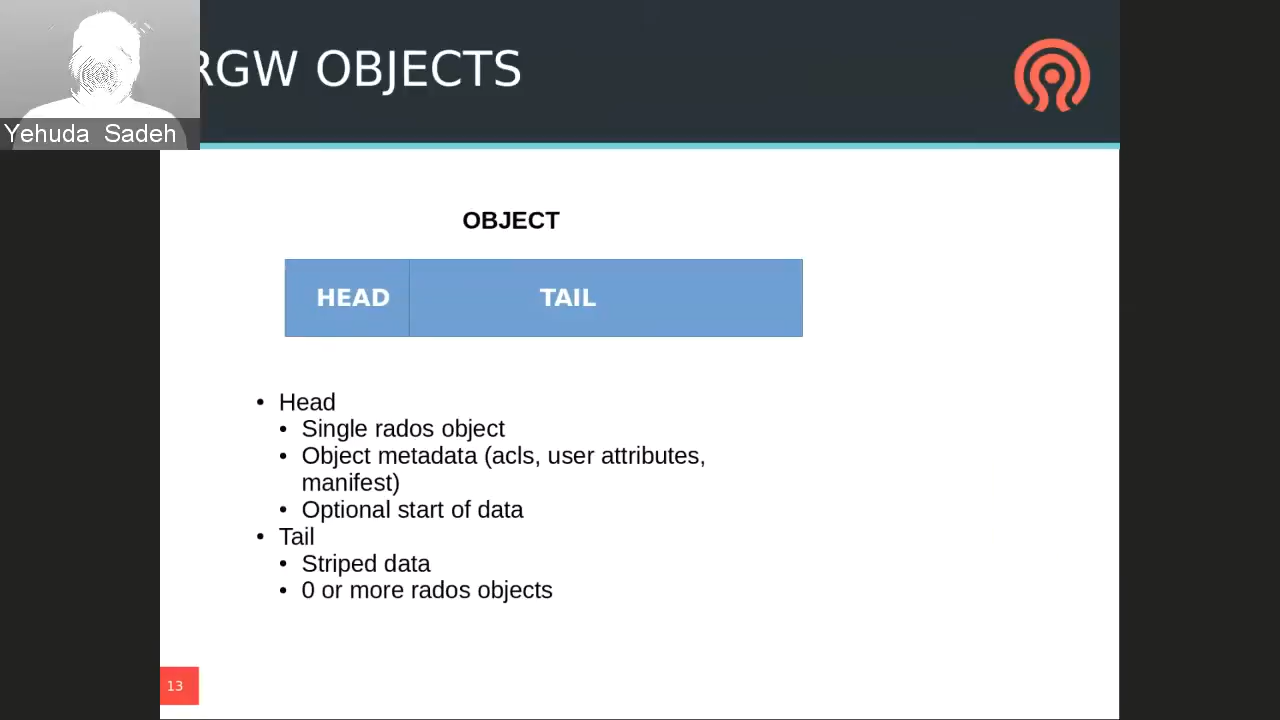 RGW OBJECTS
Yehuda Sadeh
OBJECT
HEAD TAIL
• Head
• Single rados object
• Object metadata (acls, user attributes,
manifest)
• Optional start of data
• Tail
• Striped data
• 0 or more rados objects
13